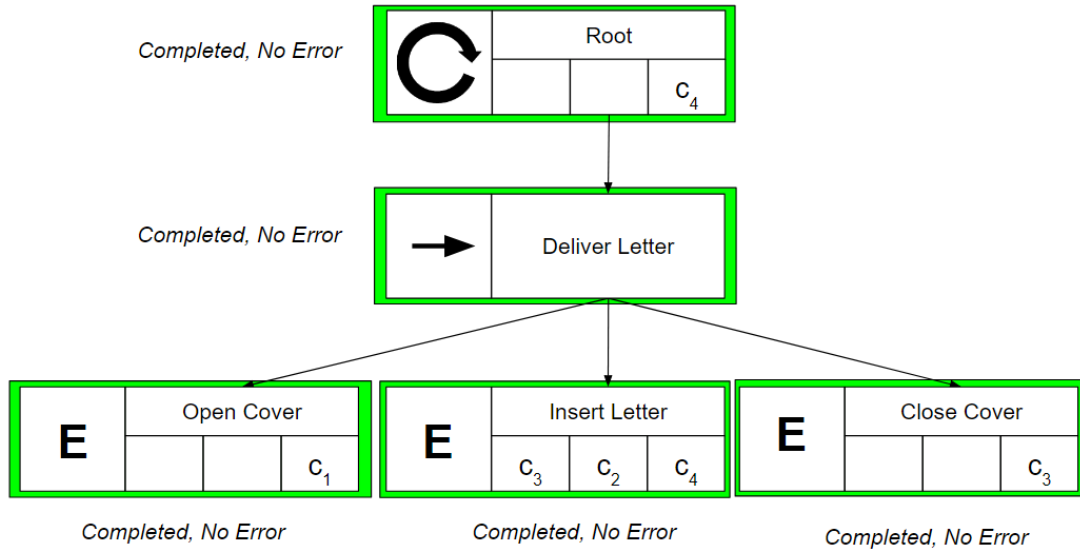 Completed, No Error
Root
c₄
Completed, No Error
Deliver Letter
E
Open Cover
c₁
E
Insert Letter
c₃ c₂ c₄
E
Close Cover
c₃
Completed, No Error
Completed, No Error
Completed, No Error